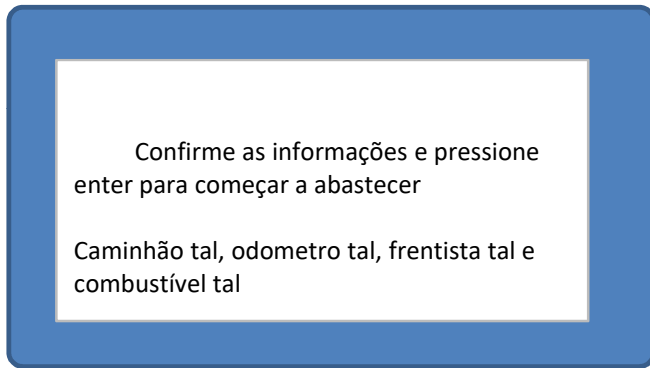 Confirme as informações e pressione
enter para começar a abastecer
Caminhão tal, odometro tal, frentista tal e
combustível tal